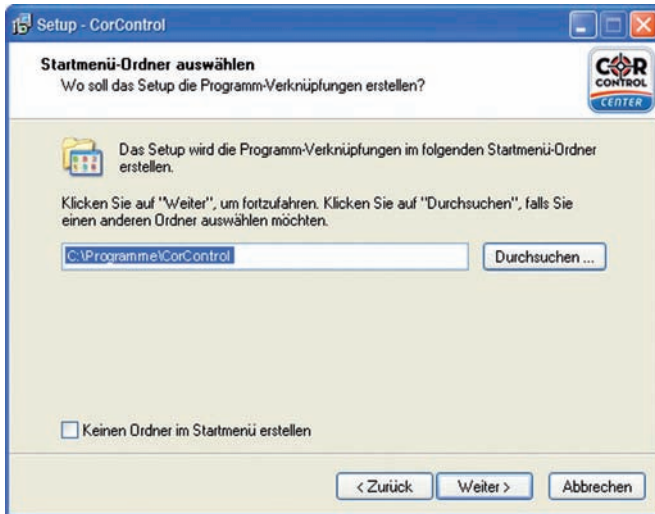 Setup - CorControl
Startmenü-Ordner auswählen
Wo soll das Setup die Programm-Verknüpfungen erstellen?
COR
CONTROL
CENTER
Das Setup wird die Programm-Verknüpfungen im folgenden Startmenü-Ordner
erstellen.
Klicken Sie auf "Weiter", um fortzufahren. Klicken Sie auf "Durchsuchen", falls Sie
einen anderen Ordner auswählen möchten.
C:\Programme\CorControl
Durchsuchen ...
Keinen Ordner im Startmenü erstellen
< Zurück
Weiter >
Abbrechen